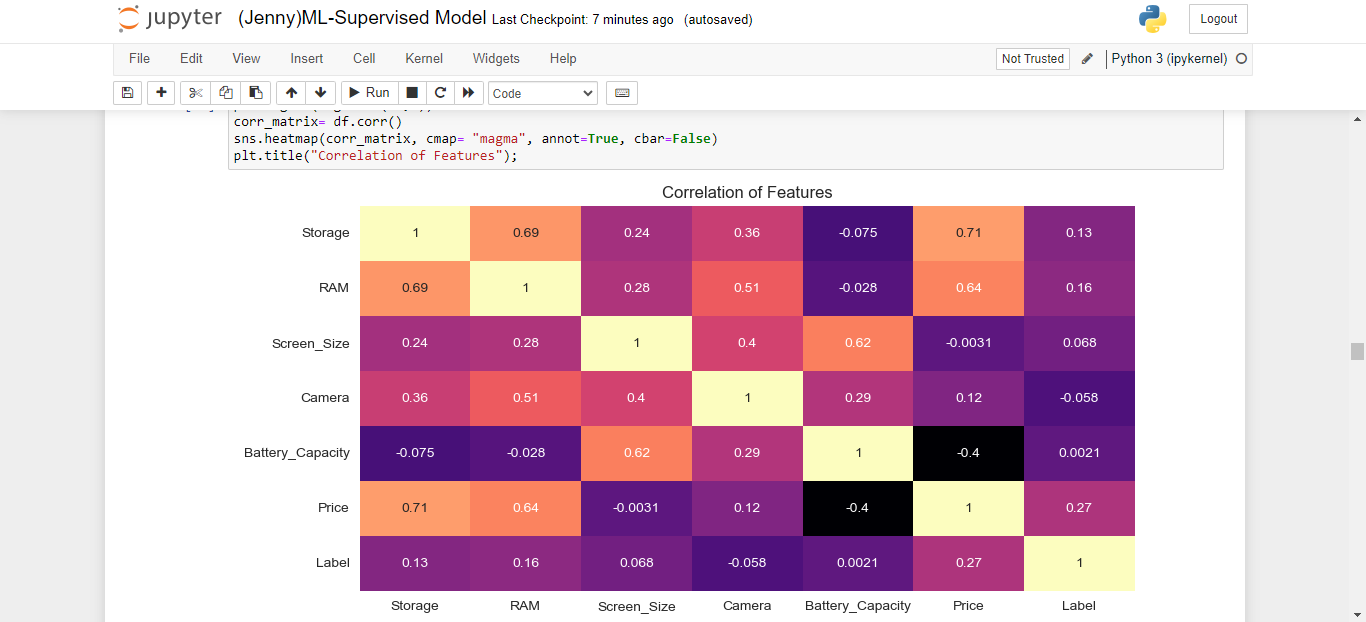 jupyter (Jenny)ML-Supervised Model Last Checkpoint: 7 minutes ago (autosaved) Logout
File Edit View Insert Cell Kernel Widgets Help Not Trusted Python 3 (ipykernel)
Run Code
corr_matrix= df.corr()
sns.heatmap(corr_matrix, cmap= "magma", annot=True, cbar=False)
plt.title("Correlation of Features");
Correlation of Features
Storage 1 0.69 0.24 0.36 -0.075 0.71 0.13
RAM 0.69 1 0.28 0.51 -0.028 0.64 0.16
Screen_Size 0.24 0.28 1 0.4 0.62 -0.0031 0.068
Camera 0.36 0.51 0.4 1 0.29 0.12 -0.058
Battery_Capacity -0.075 -0.028 0.62 0.29 1 -0.4 0.0021
Price 0.71 0.64 -0.0031 0.12 -0.4 1 0.27
Label 0.13 0.16 0.068 -0.058 0.0021 0.27 1
Storage RAM Screen_Size Camera Battery_Capacity Price Label